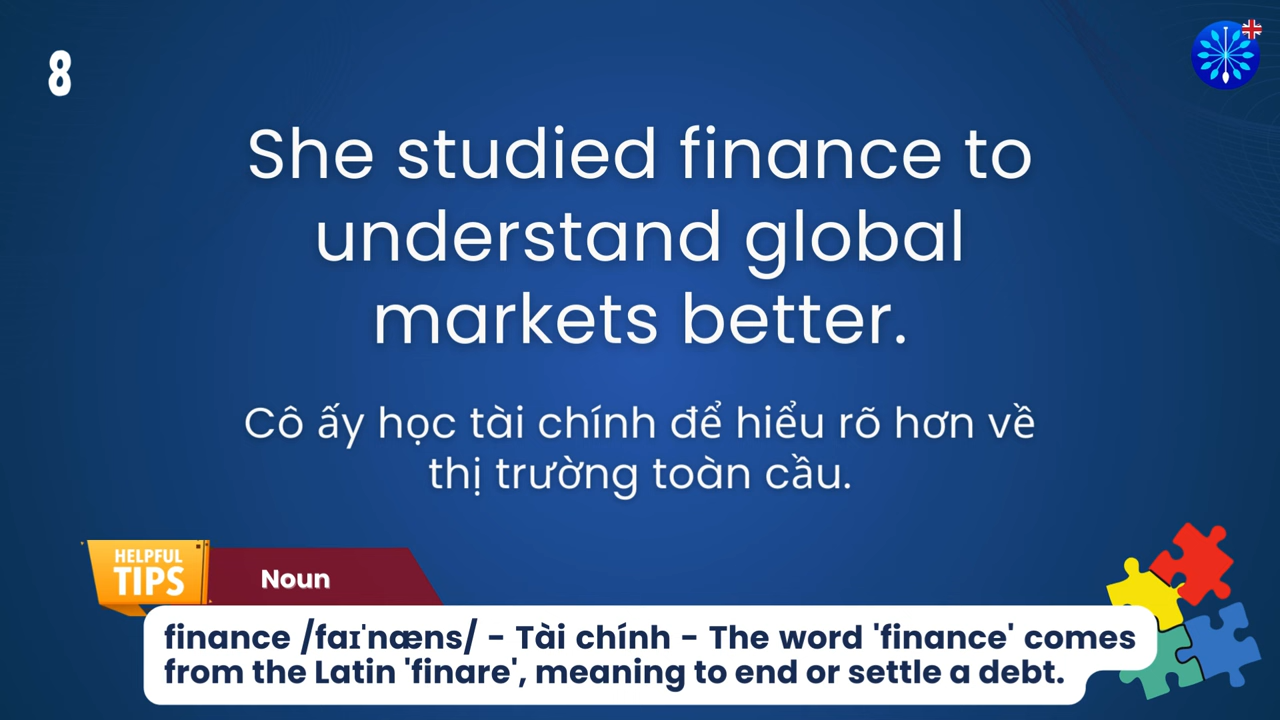 8
She studied finance to
understand global
markets better.
Cô ấy học tài chính để hiểu rõ hơn về
thị trường toàn cầu.
HELPFUL
TIPS
Noun
finance /faɪˈnæns/ - Tài chính - The word 'finance' comes
from the Latin 'finare', meaning to end or settle a debt.